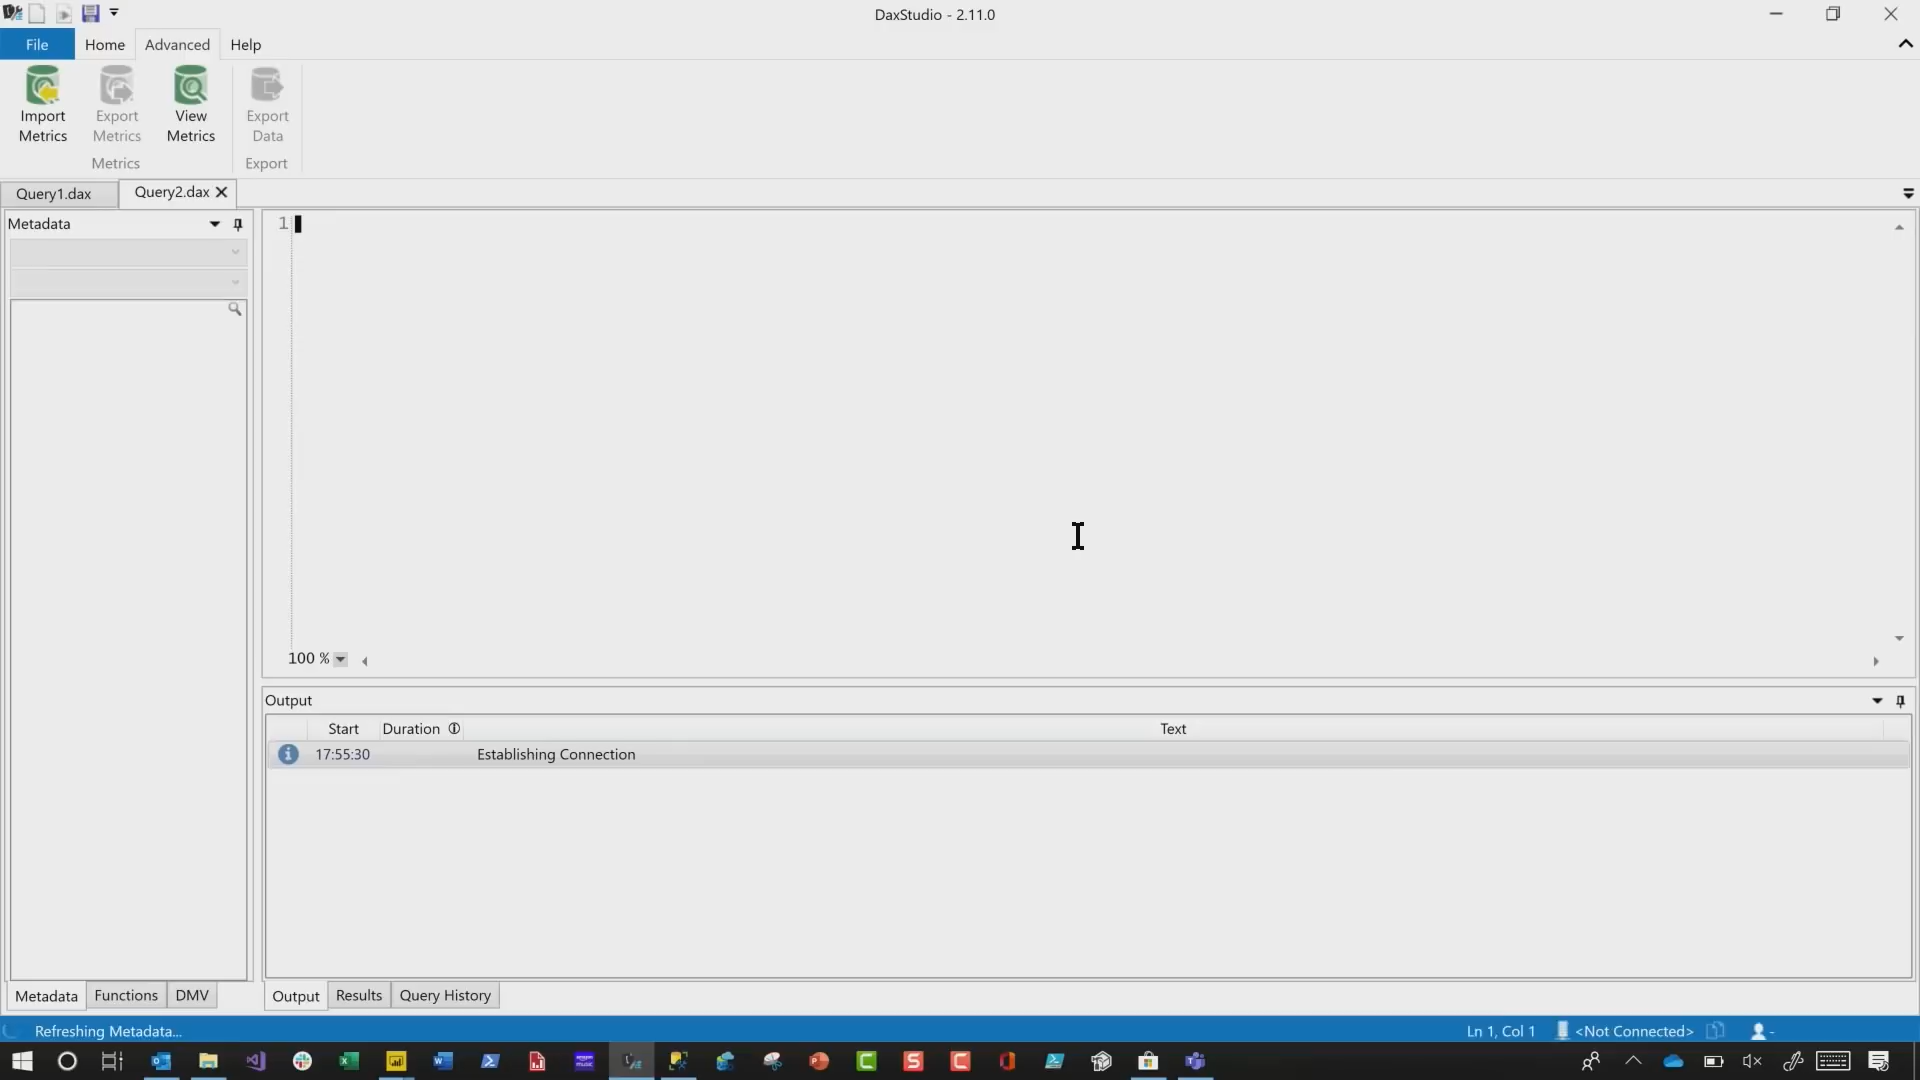 DaxStudio - 2.11.0
File Home Advanced Help
Import Metrics
Export Metrics
View Metrics
Export Data
Metrics
Export
Query1.dax
Query2.dax
Metadata
1
100 %
Output
Start Duration Text
17:55:30 Establishing Connection
Metadata Functions DMV
Output Results Query History
Refreshing Metadata...
Ln 1, Col 1 <Not Connected> -